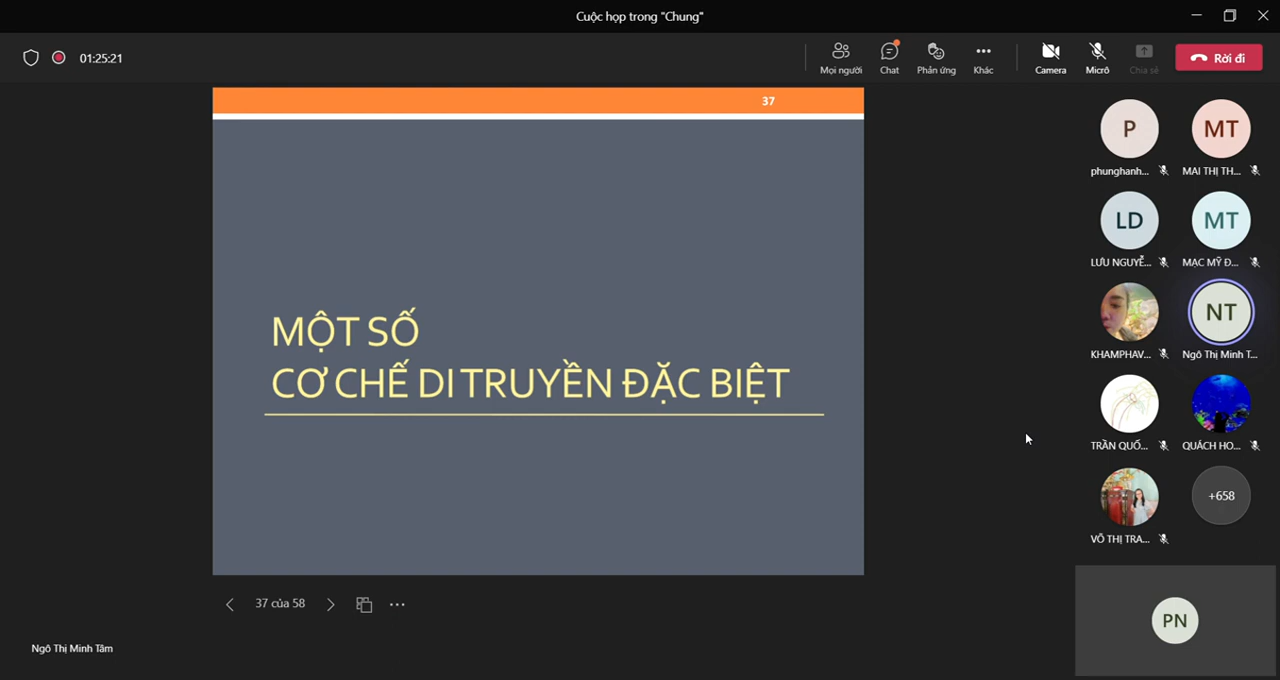 Cuộc họp trong "Chung"
01:25:21
Mọi người
Chat
Phản ứng
Khác
Camera
Micrô
Chia sẻ
Rời đi
37
MỘT SỐ
CƠ CHẾ DI TRUYỀN ĐẶC BIỆT
37 của 58
Ngô Thị Minh Tâm
P
phunghanh...
MT
MAI THỊ TH...
LD
LƯU NGUYỄ...
MT
MẠC MỸ Đ...
KHAMPHAV...
NT
Ngô Thị Minh T...
TRẦN QUỐ...
QUÁCH HO...
VÕ THỊ TRA...
+658
PN